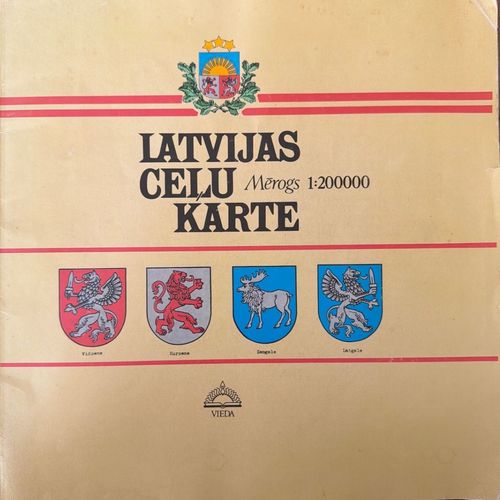 LATVIJAS
CEĻU Mērogs 1:200000
KARTE
Vidzeme Kurzeme Zemgale Latgale
VIEDA